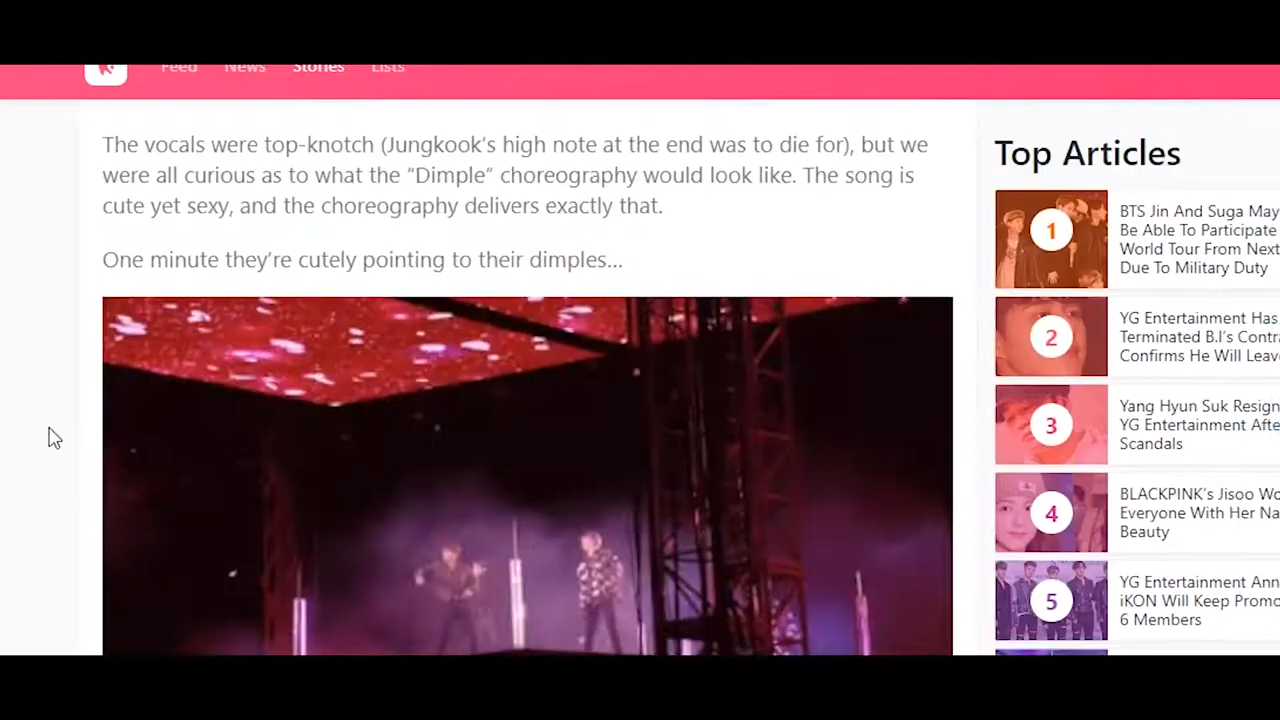 Feed News Stories Lists
The vocals were top-knotch (Jungkook’s high note at the end was to die for), but we
were all curious as to what the “Dimple” choreography would look like. The song is
cute yet sexy, and the choreography delivers exactly that.
One minute they’re cutely pointing to their dimples...
Top Articles
1
BTS Jin And Suga May
Be Able To Participate
World Tour From Next
Due To Military Duty
2
YG Entertainment Has
Terminated B.I’s Contra
Confirms He Will Leav
3
Yang Hyun Suk Resign
YG Entertainment Afte
Scandals
4
BLACKPINK’s Jisoo Wo
Everyone With Her Na
Beauty
5
YG Entertainment Ann
iKON Will Keep Promo
6 Members